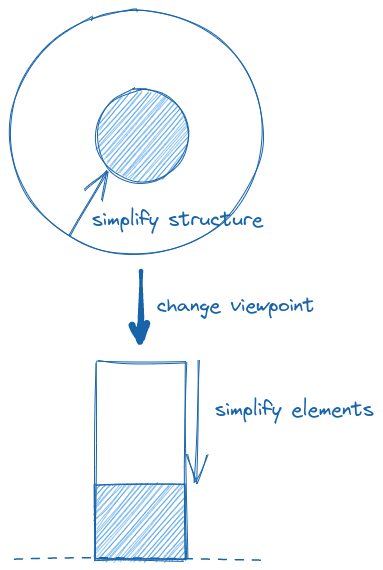 simplify structure
change viewpoint
simplify elements